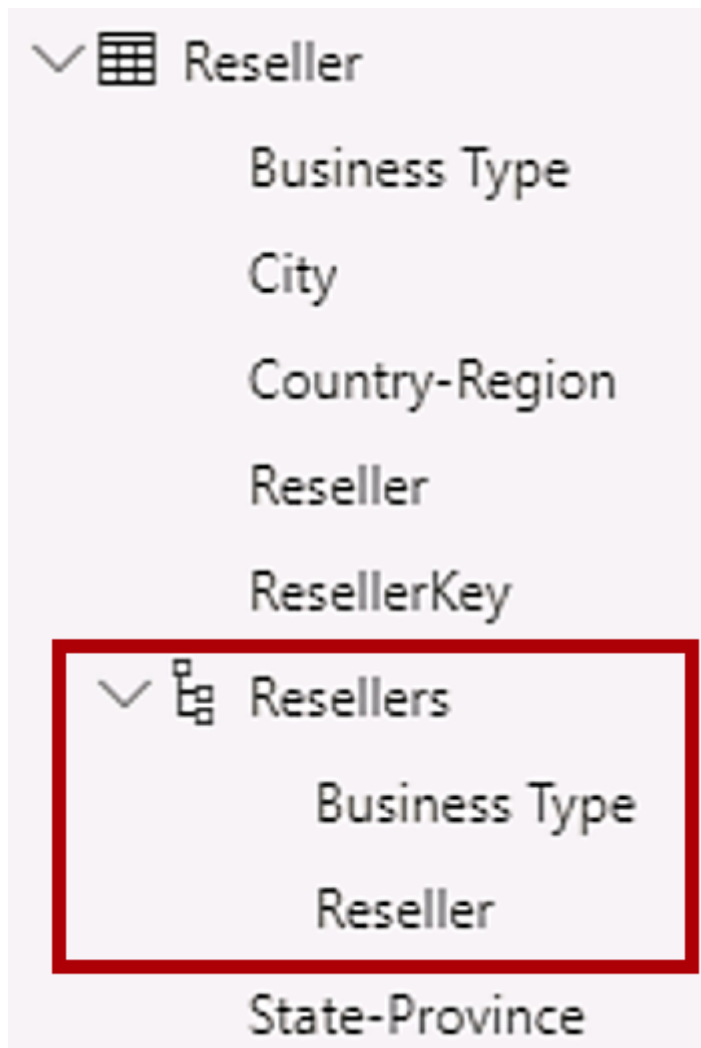 Reseller
Business Type
City
Country-Region
Reseller
ResellerKey
Resellers
Business Type
Reseller
State-Province